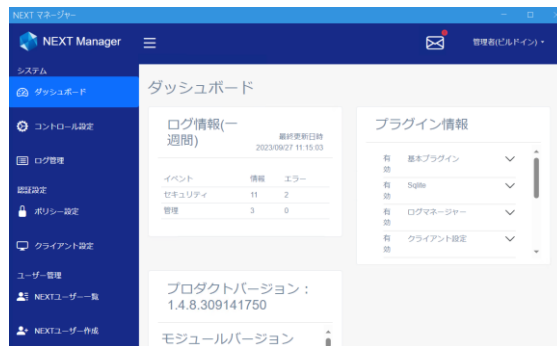 NEXT マネージャー
NEXT Manager
管理者(ビルドイン)
システム
ダッシュボード
コントロール設定
ログ管理
認証設定
ポリシー設定
クライアント設定
ユーザー管理
NEXTユーザー一覧
NEXTユーザー作成
ダッシュボード
ログ情報(一
週間)
最終更新日時
2023/09/27 11:15:03
イベント 情報 エラー
セキュリティ 11 2
管理 3 0
プラグイン情報
有
効
基本プラグイン
有
効
Sqlite
有
効
ログマネージャー
有
効
クライアント設定
プロダクトバージョン：
1.4.8.309141750
モジュールバージョン